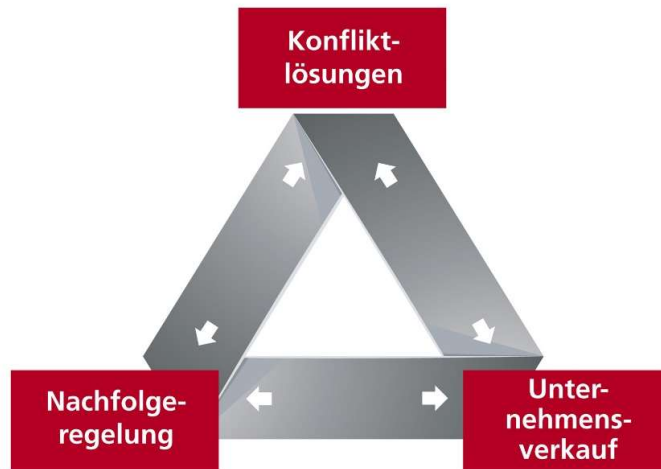 Konflikt-
lösungen
Nachfolge-
regelung
Unter-
nehmens-
verkauf